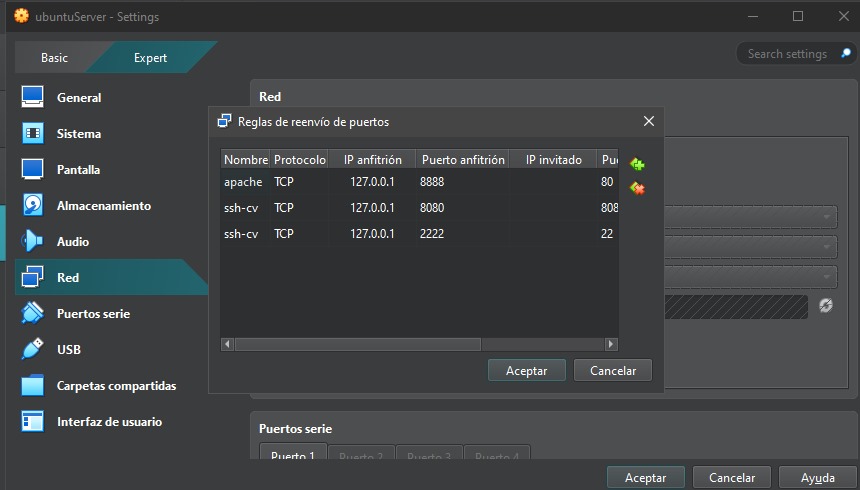 ubuntuServer - Settings
Basic
Expert
Search settings
General
Sistema
Pantalla
Almacenamiento
Audio
Red
Puertos serie
USB
Carpetas compartidas
Interfaz de usuario
Red
Reglas de reenvío de puertos
Nombre Protocolo IP anfitrión Puerto anfitrión IP invitado Pue
apache TCP 127.0.0.1 8888 80
ssh-cv TCP 127.0.0.1 8080 808
ssh-cv TCP 127.0.0.1 2222 22
Aceptar Cancelar
Puertos serie
Puerto 1 Puerto 2 Puerto 3 Puerto 4
Aceptar Cancelar Ayuda